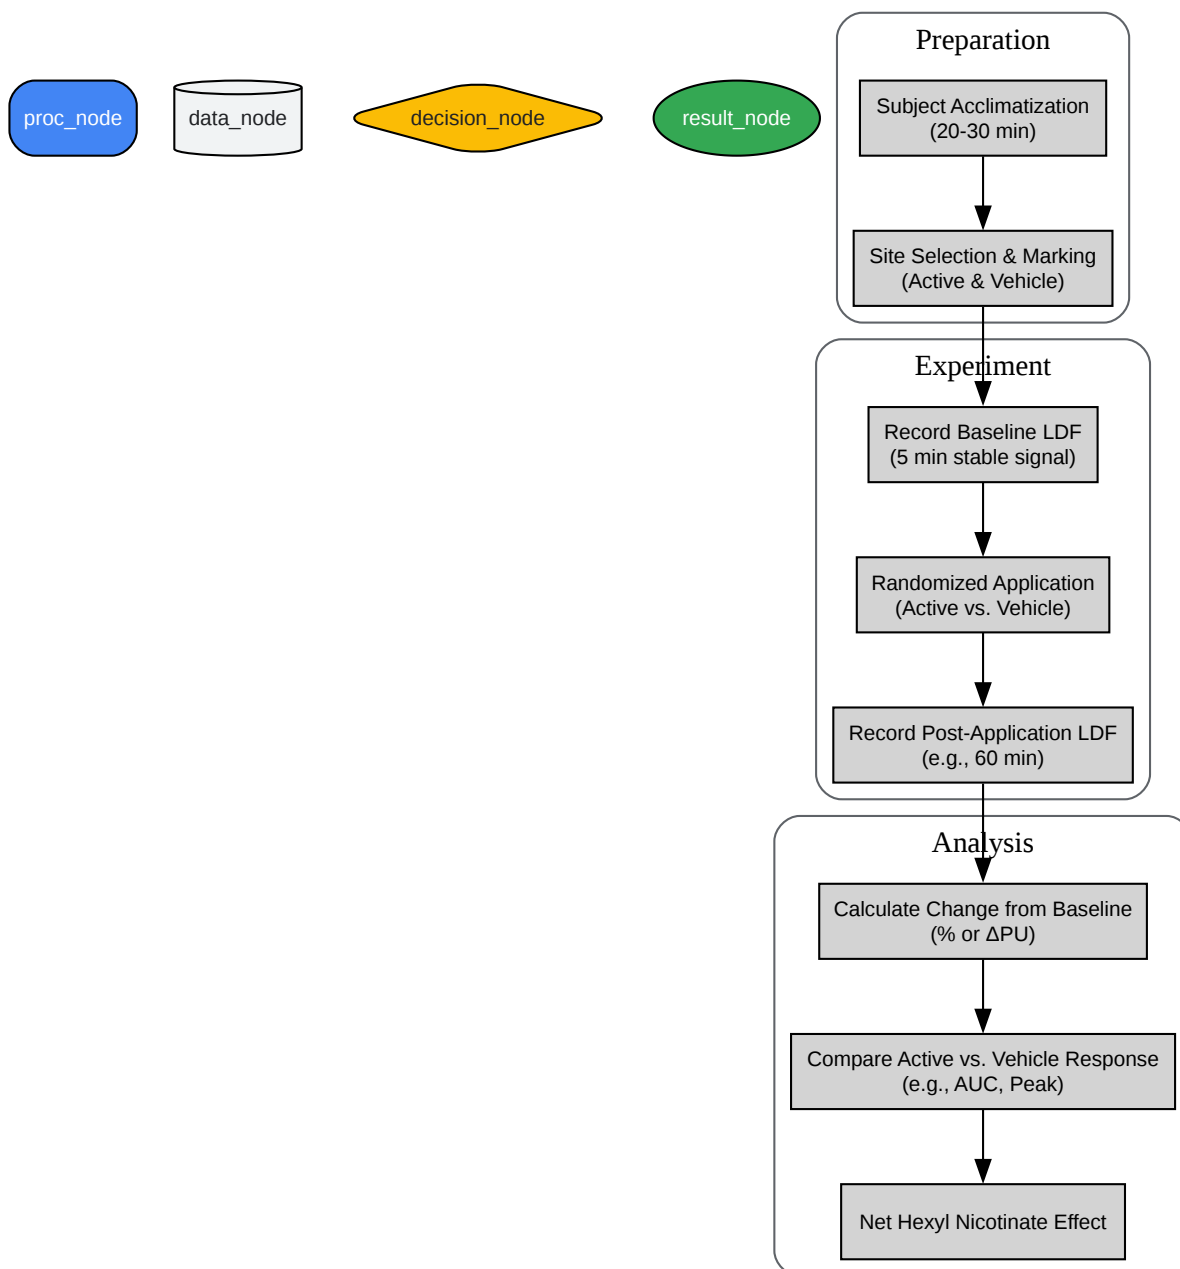 proc_node
data_node
decision_node
result_node
Preparation
Subject Acclimatization
(20-30 min)
Site Selection & Marking
(Active & Vehicle)
Experiment
Record Baseline LDF
(5 min stable signal)
Randomized Application
(Active vs. Vehicle)
Record Post-Application LDF
(e.g., 60 min)
Analysis
Calculate Change from Baseline
(% or ΔPU)
Compare Active vs. Vehicle Response
(e.g., AUC, Peak)
Net Hexyl Nicotinate Effect